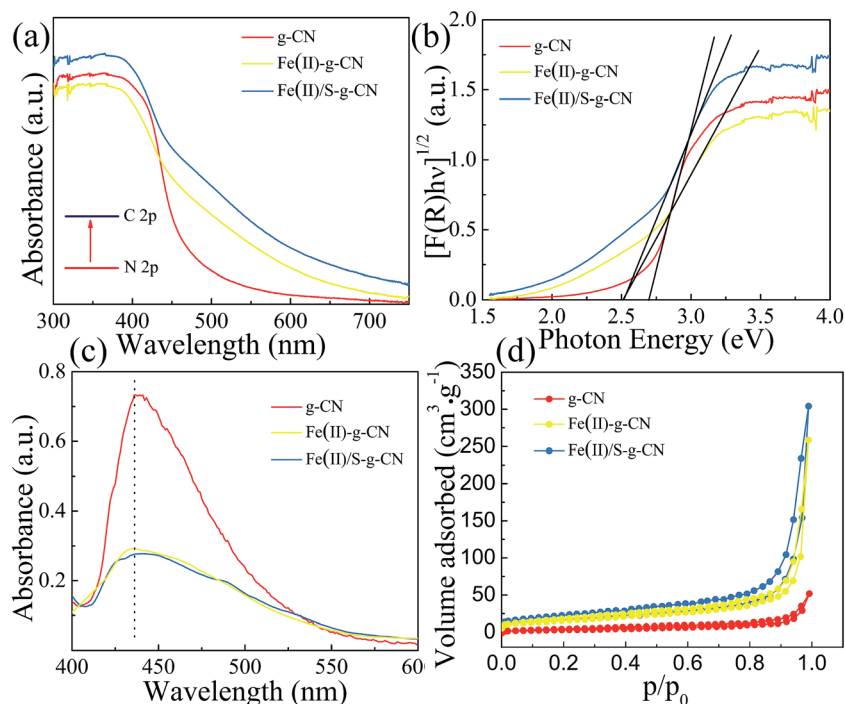 (a)
g-CN
Fe(II)-g-CN
Fe(II)/S-g-CN
C 2p
N 2p
Absorbance (a.u.)
300 400 500 600 700
Wavelength (nm)
(b)
g-CN
Fe(II)-g-CN
Fe(II)/S-g-CN
[F(R)hν]^1/2 (a.u.)
2.0
1.5
1.0
0.5
0.0
1.5 2.0 2.5 3.0 3.5 4.0
Photon Energy (eV)
(c)
g-CN
Fe(II)-g-CN
Fe(II)/S-g-CN
Absorbance (a.u.)
0.8
0.6
0.4
0.2
400 450 500 550 600
Wavelength (nm)
(d)
g-CN
Fe(II)-g-CN
Fe(II)/S-g-CN
Volume adsorbed (cm³·g⁻¹)
350
300
250
200
150
100
50
0
0.0 0.2 0.4 0.6 0.8 1.0
p/p₀